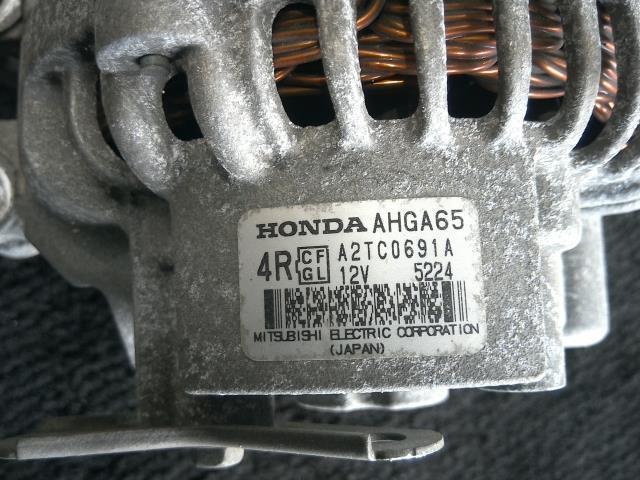 HONDA AHGA65
4R CF GL A2TC0691A
12V 5224
MITSUBISHI ELECTRIC CORPORATION
(JAPAN)